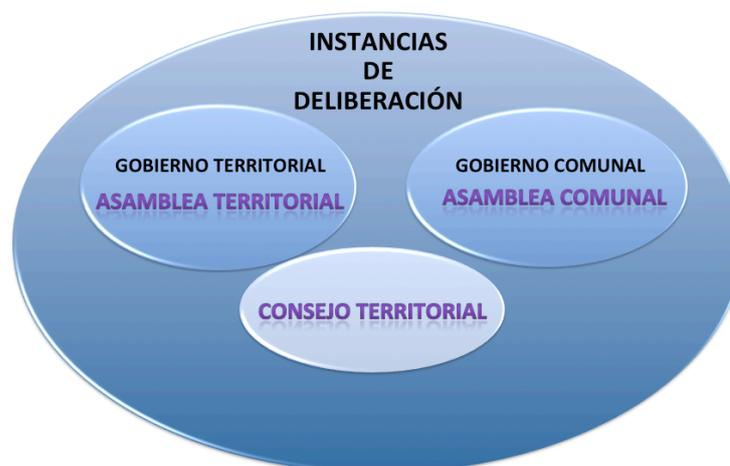 INSTANCIAS
DE
DELIBERACIÓN
GOBIERNO TERRITORIAL
ASAMBLEA TERRITORIAL
GOBIERNO COMUNAL
ASAMBLEA COMUNAL
CONSEJO TERRITORIAL